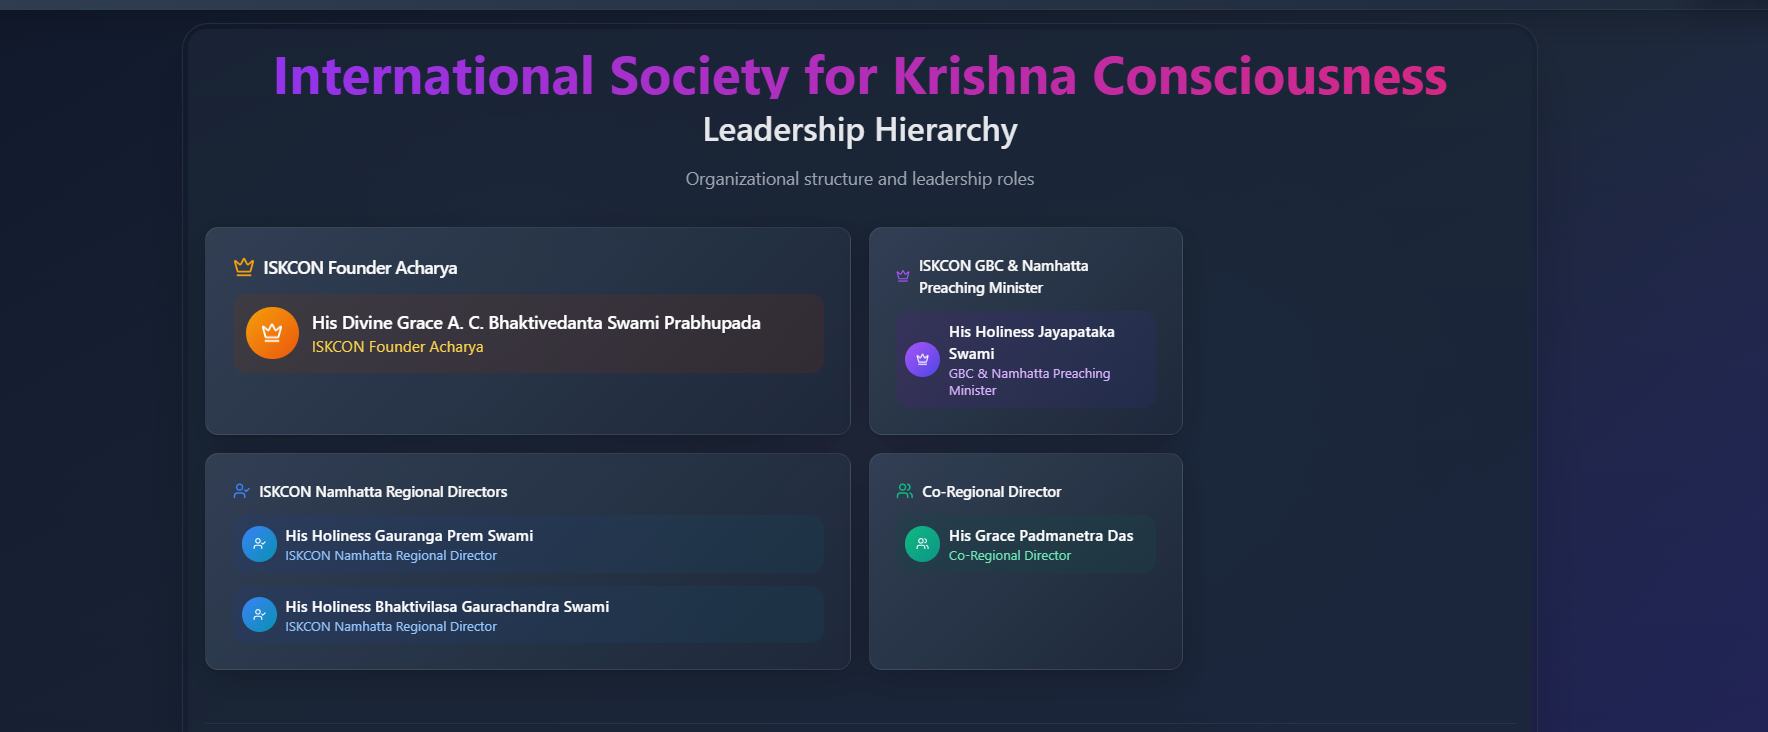 International Society for Krishna Consciousness
Leadership Hierarchy
Organizational structure and leadership roles
ISKCON Founder Acharya
His Divine Grace A. C. Bhaktivedanta Swami Prabhupada
ISKCON Founder Acharya
ISKCON GBC & Namhatta
Preaching Minister
His Holiness Jayapataka
Swami
GBC & Namhatta Preaching
Minister
ISKCON Namhatta Regional Directors
His Holiness Gauranga Prem Swami
ISKCON Namhatta Regional Director
His Holiness Bhaktivilasa Gaurachandra Swami
ISKCON Namhatta Regional Director
Co-Regional Director
His Grace Padmanetra Das
Co-Regional Director